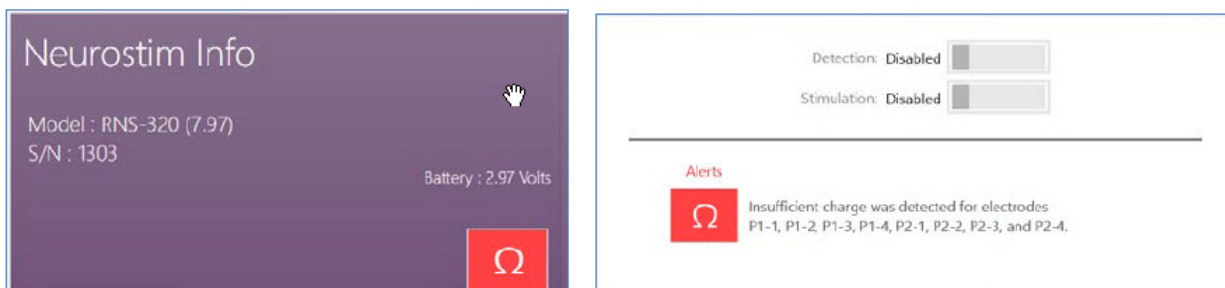 Neurostim Info
Model : RNS-320 (7.97)
S/N : 1303
Battery : 2.97 Volts
Ω
Detection: Disabled
Stimulation: Disabled
Alerts
Ω
Insufficient charge was detected for electrodes
P1-1, P1-2, P1-3, P1-4, P2-1, P2-2, P2-3, and P2-4.